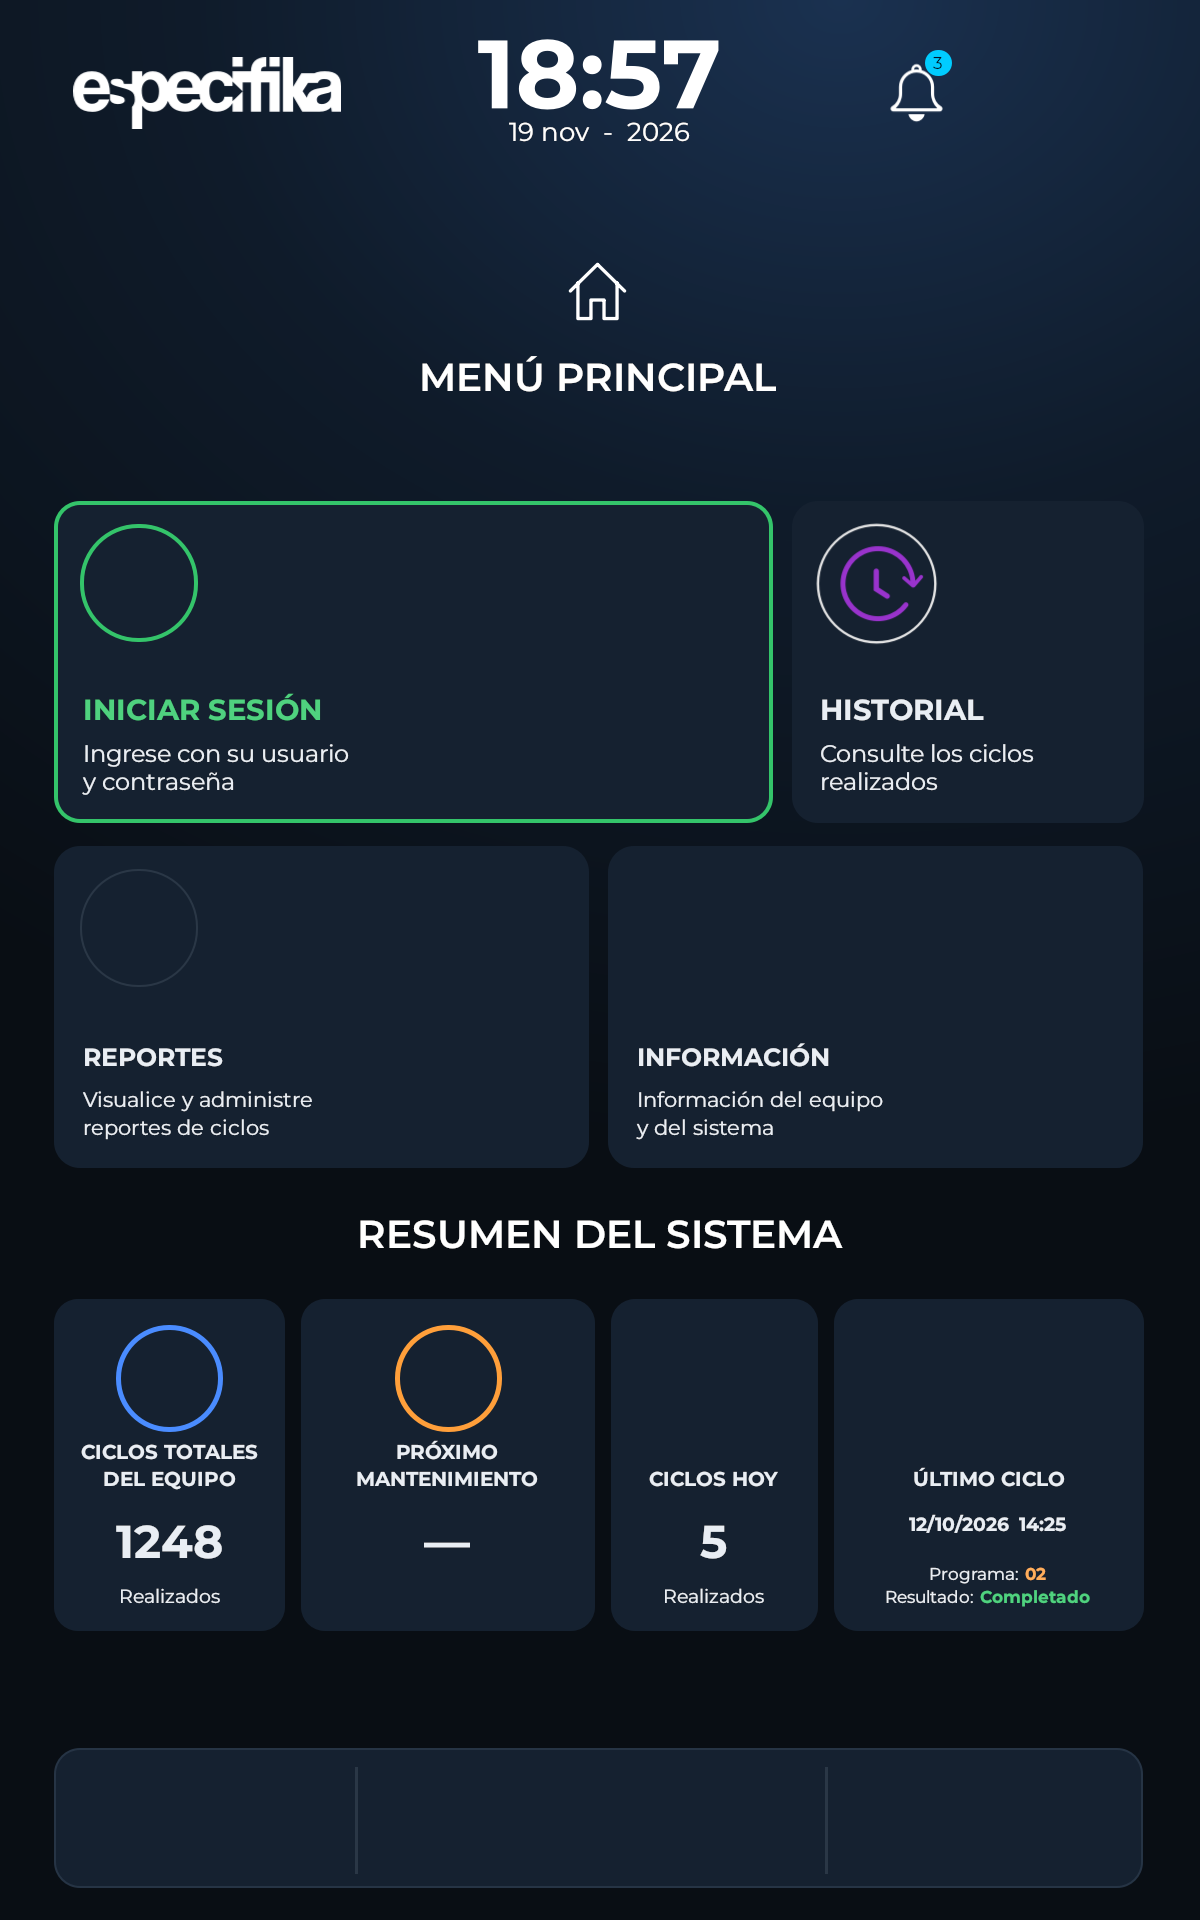 especifika
18:57
19 nov - 2026
3
MENÚ PRINCIPAL
INICIAR SESIÓN
Ingrese con su usuario
y contraseña
HISTORIAL
Consulte los ciclos
realizados
REPORTES
Visualice y administre
reportes de ciclos
INFORMACIÓN
Información del equipo
y del sistema
RESUMEN DEL SISTEMA
CICLOS TOTALES
DEL EQUIPO
1248
Realizados
PRÓXIMO
MANTENIMIENTO
—
CICLOS HOY
5
Realizados
ÚLTIMO CICLO
12/10/2026 14:25
Programa: 02
Resultado: Completado